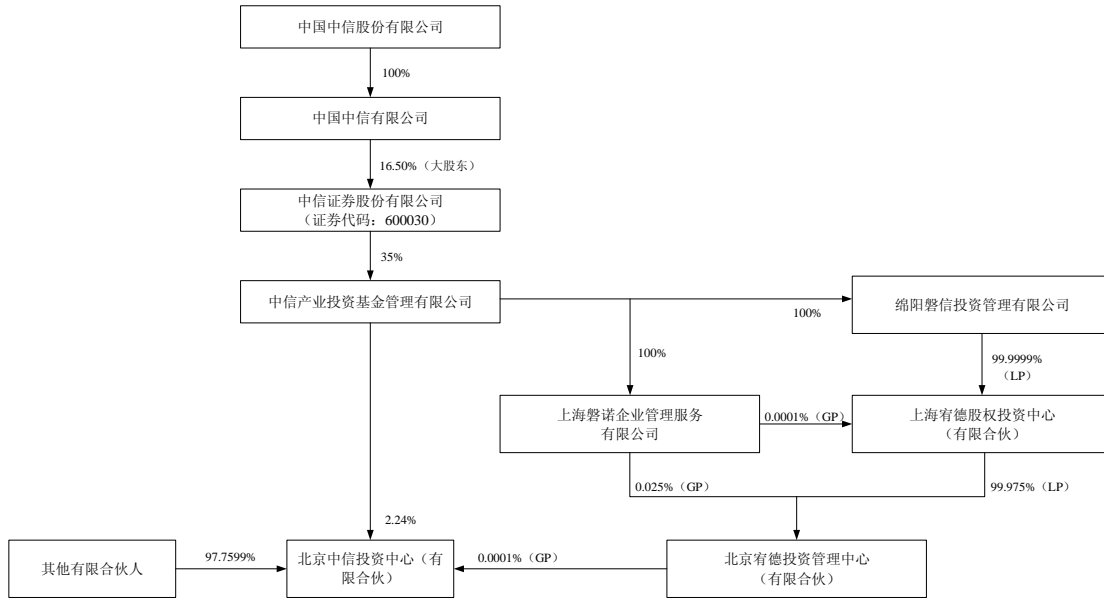 中国中信股份有限公司
100%
中国中信有限公司
16.50%（大股东）
中信证券股份有限公司
（证券代码：600030）
35%
中信产业投资基金管理有限公司
100%
绵阳磐信投资管理有限公司
100%
99.9999%
（LP）
上海磐诺企业管理服务
有限公司
0.0001%（GP）
上海宥德股权投资中心
（有限合伙）
0.025%（GP）
99.975%（LP）
2.24%
其他有限合伙人
97.7599%
北京中信投资中心（有
限合伙）
0.0001%（GP）
北京宥德投资管理中心
（有限合伙）